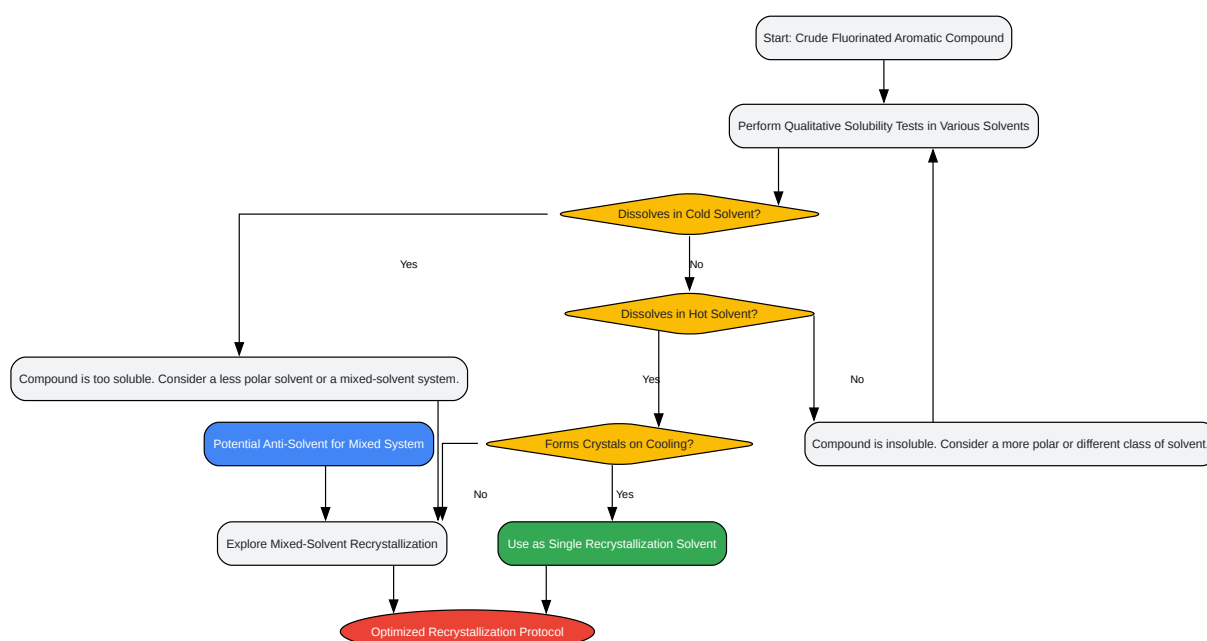 Start: Crude Fluorinated Aromatic Compound
Perform Qualitative Solubility Tests in Various Solvents
Dissolves in Cold Solvent?
Yes
No
Dissolves in Hot Solvent?
Compound is too soluble. Consider a less polar solvent or a mixed-solvent system.
Yes
No
Potential Anti-Solvent for Mixed System
Forms Crystals on Cooling?
Compound is insoluble. Consider a more polar or different class of solvent.
No
Yes
Explore Mixed-Solvent Recrystallization
Use as Single Recrystallization Solvent
Optimized Recrystallization Protocol